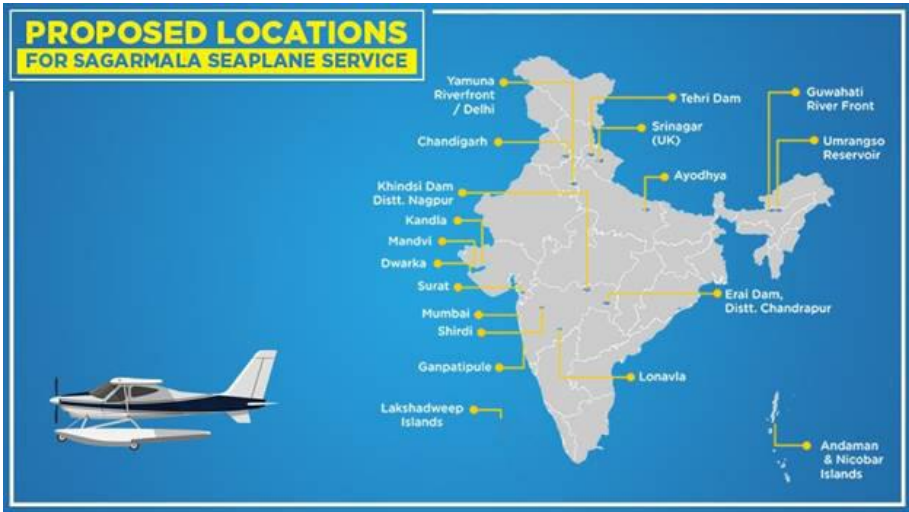 PROPOSED LOCATIONS
FOR SAGARMALA SEAPLANE SERVICE
Yamuna
Riverfront
/ Delhi
Tehri Dam
Guwahati
River Front
Chandigarh
Srinagar
(UK)
Umrangso
Reservoir
Khindsi Dam
Distt. Nagpur
Ayodhya
Kandla
Mandvi
Dwarka
Surat
Erai Dam,
Distt. Chandrapur
Mumbai
Shirdi
Ganpatipule
Lonavla
Lakshadweep
Islands
Andaman
& Nicobar
Islands